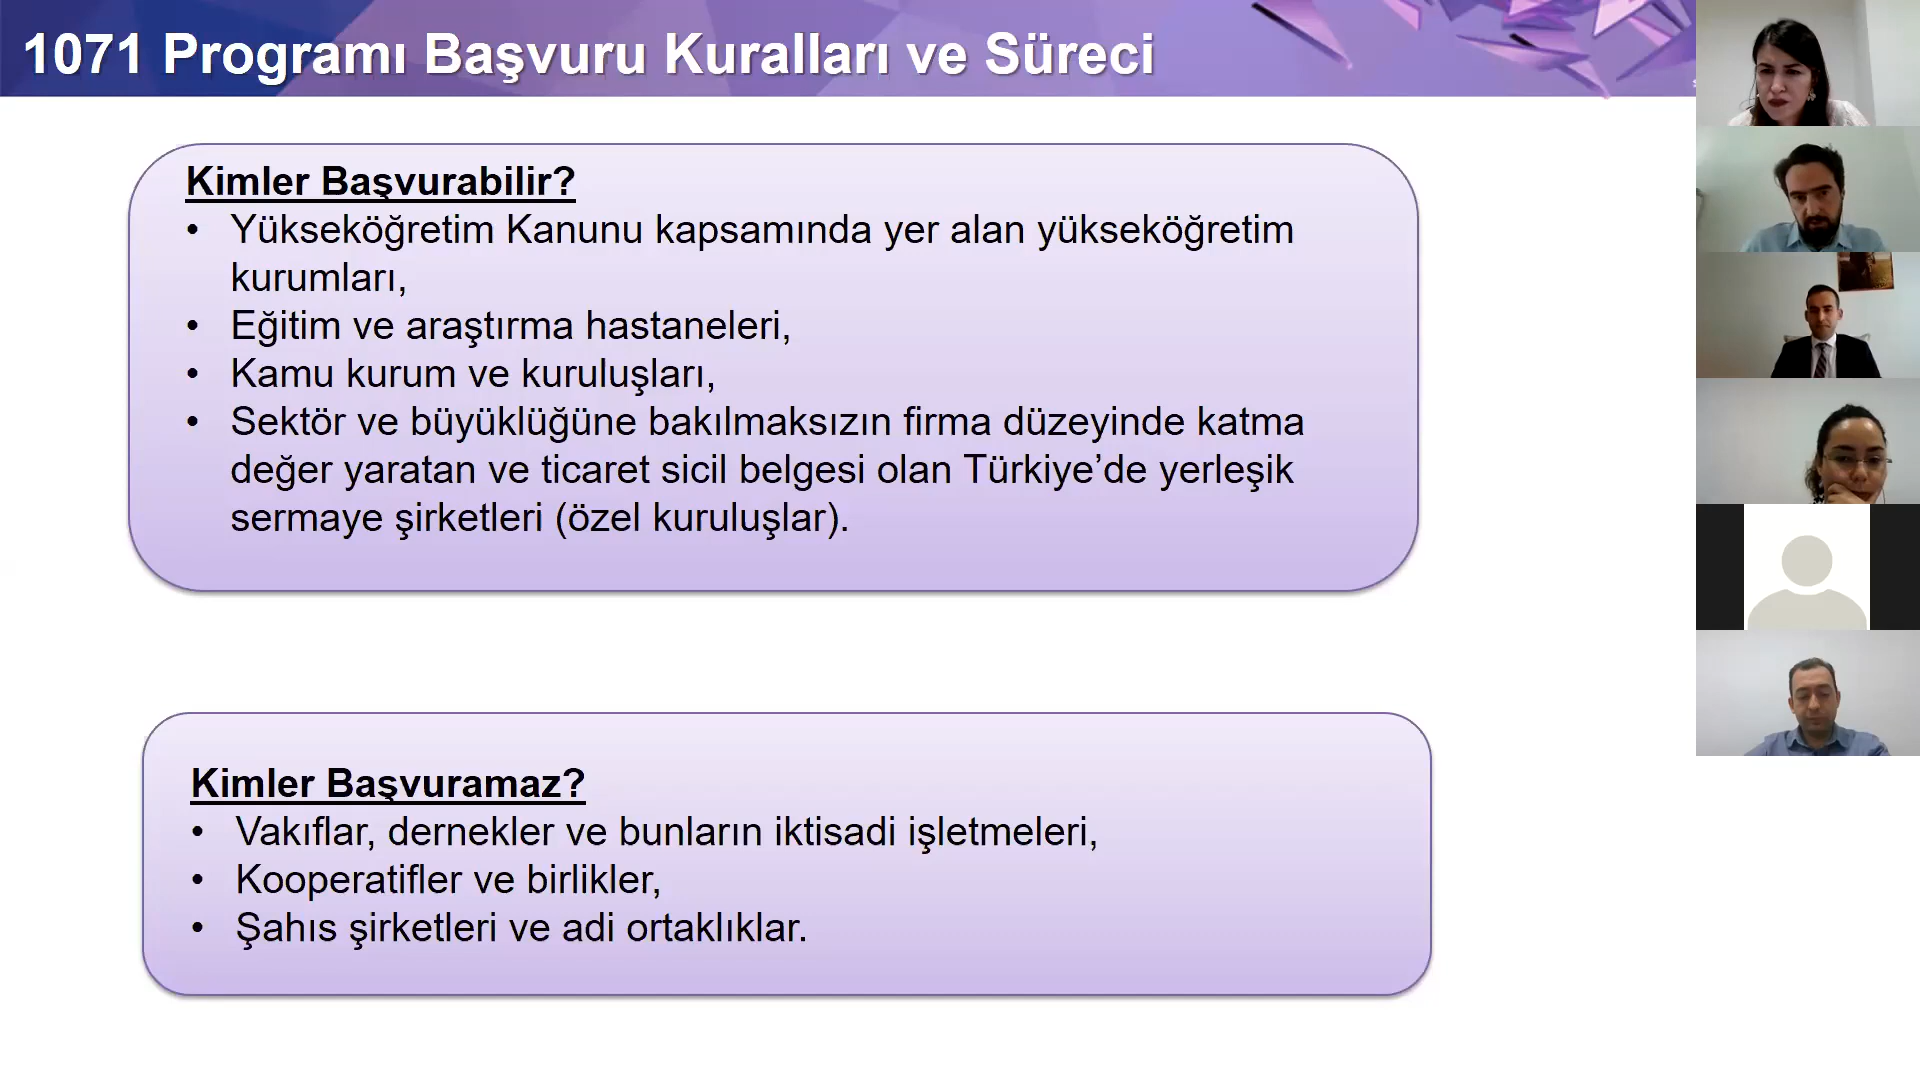 1071 Programı Başvuru Kuralları ve Süreci
Kimler Başvurabilir?
• Yükseköğretim Kanunu kapsamında yer alan yükseköğretim
kurumları,
• Eğitim ve araştırma hastaneleri,
• Kamu kurum ve kuruluşları,
• Sektör ve büyüklüğüne bakılmaksızın firma düzeyinde katma
değer yaratan ve ticaret sicil belgesi olan Türkiye’de yerleşik
sermaye şirketleri (özel kuruluşlar).
Kimler Başvuramaz?
• Vakıflar, dernekler ve bunların iktisadi işletmeleri,
• Kooperatifler ve birlikler,
• Şahıs şirketleri ve adi ortaklıklar.